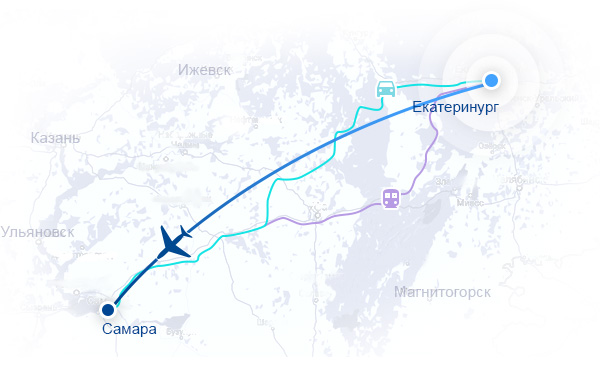 Ижевск
Екатеринург
Казань
Ульяновск
Магнитогорск
Самара